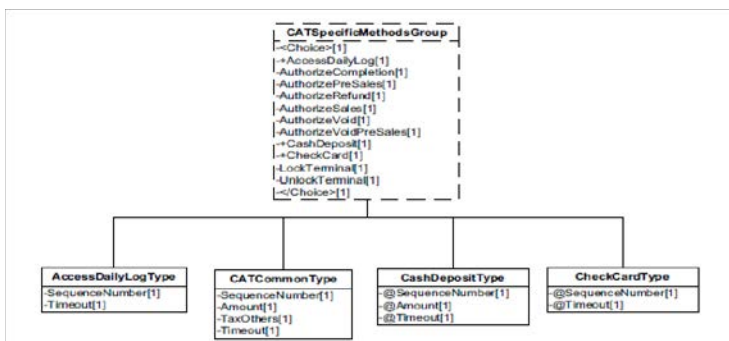 CATSpecificMethodsGroup
-<Choice>[1]
-+AccessDailyLog[1]
-AuthorizeCompletion[1]
-AuthorizePreSales[1]
-AuthorizeRefund[1]
-AuthorizeSales[1]
-AuthorizeVoid[1]
-AuthorizeVoidPreSales[1]
-+CashDeposit[1]
-+CheckCard[1]
-LockTerminal[1]
-UnlockTerminal[1]
-</Choice>[1]
AccessDailyLogType
-SequenceNumber[1]
-Timeout[1]
CATCommonType
-SequenceNumber[1]
-Amount[1]
-TaxOthers[1]
-Timeout[1]
CashDepositType
-@SequenceNumber[1]
-@Amount[1]
-@Timeout[1]
CheckCardType
-@SequenceNumber[1]
-@Timeout[1]